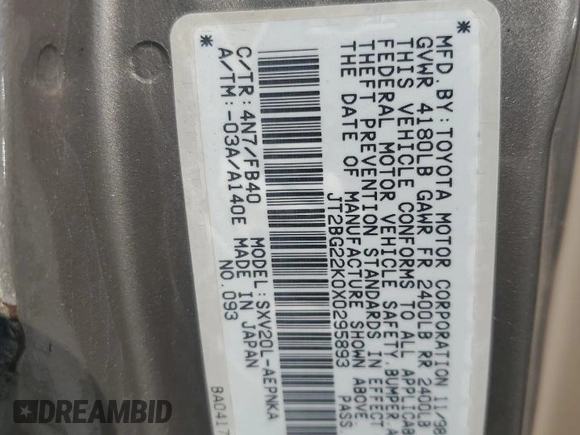 MFD. BY: TOYOTA MOTOR CORPORATION 11/98
GVWR 4180LB GAWR FR 2400LB RR 2400LB
THIS VEHICLE CONFORMS TO ALL
FEDERAL MOTOR VEHICLE SAFETY, BUMPER
THEFT PREVENTION STANDARDS IN EFFECT
THE DATE OF MANUFACTURE SHOWN ABOVE
JT2BG22K0X0295893 PASS
C/TR: 4N7/FB40 MODEL: SXV20L-AEPNKA
A/TM: -03A/A140E MADE IN JAPAN
NO.093
DREAMBID